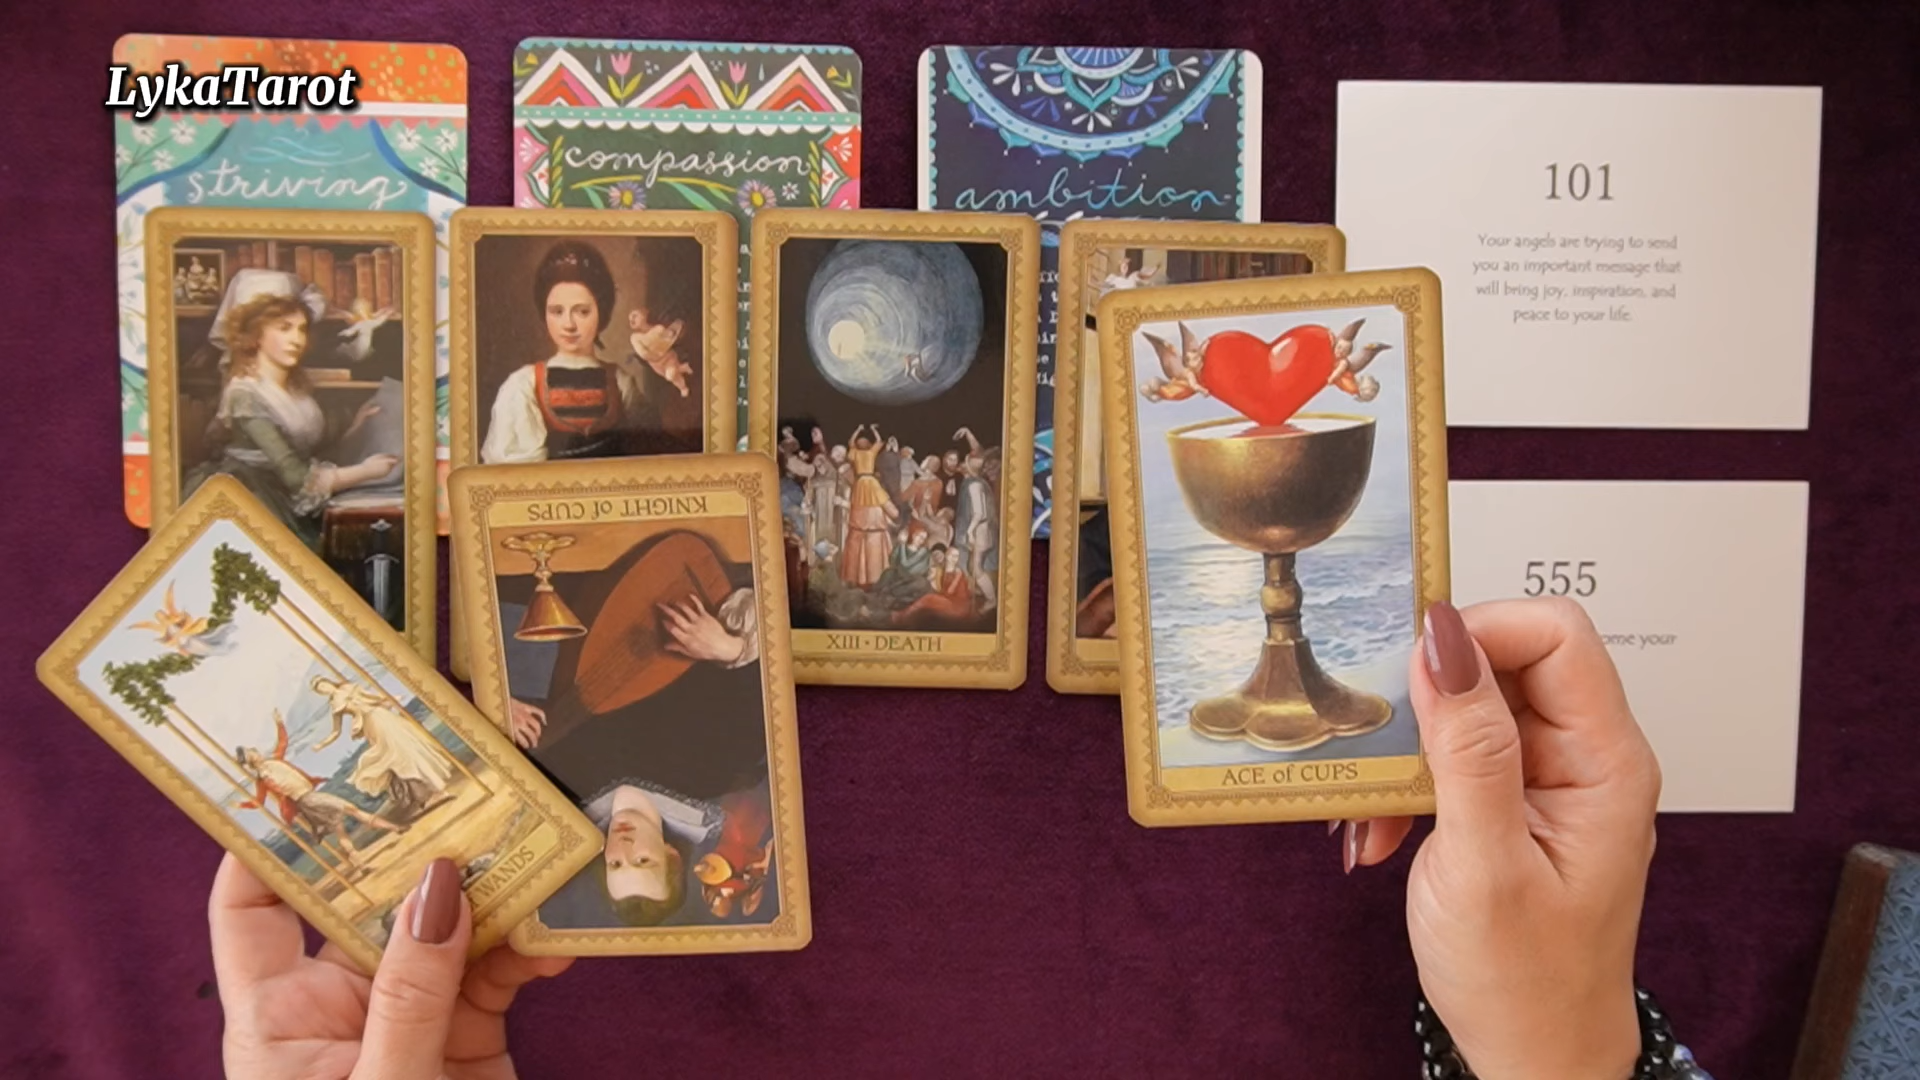 LykaTarot
striving
compassion
ambition
101
Your angels are trying to send
you an important message that
will bring joy, inspiration, and
peace to your life.
KNIGHT of CUPS
XIII • DEATH
555
your
ACE of CUPS
WANDS